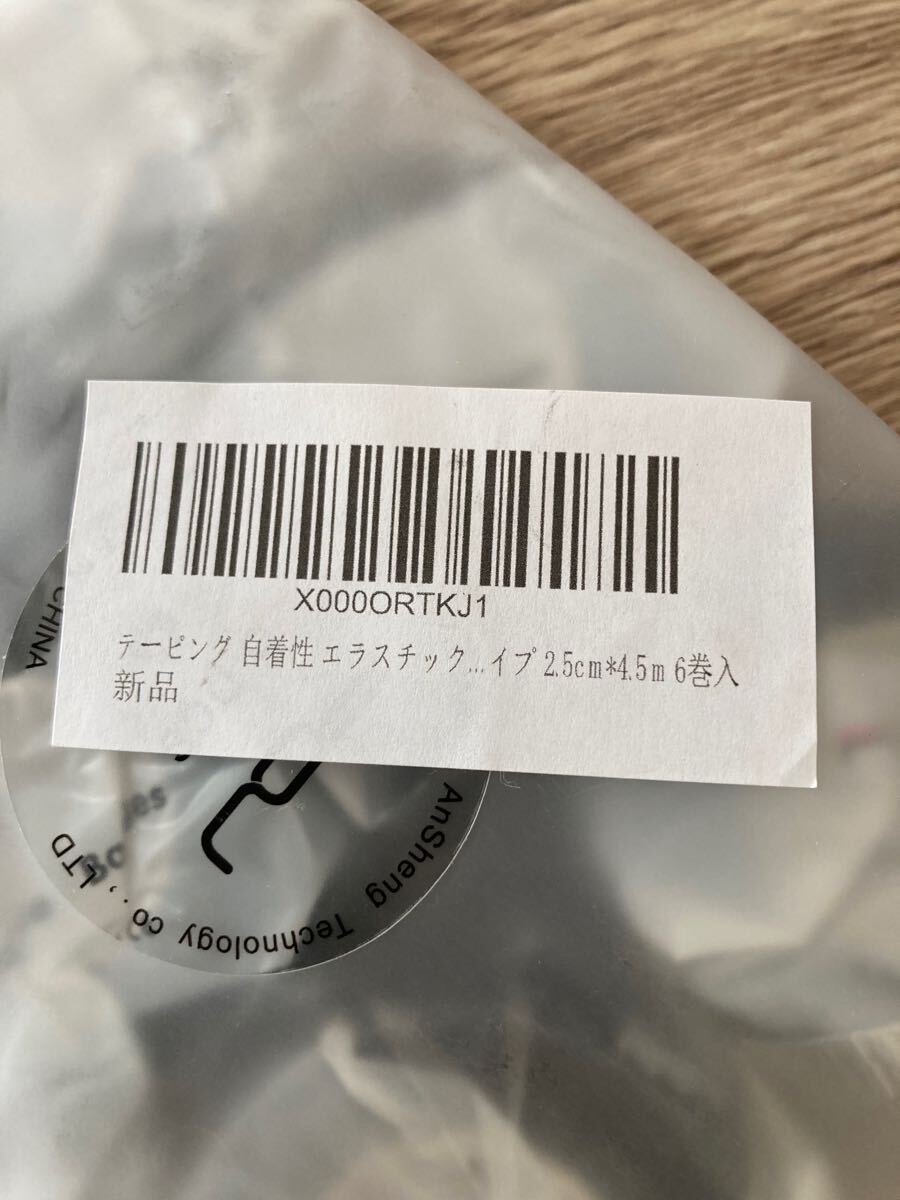 X000ORTKJ1
テーピング 自着性 エラスチック...イプ 2.5cm*4.5m 6巻入
新品
CHINA
AnSheng Technology co., LTD